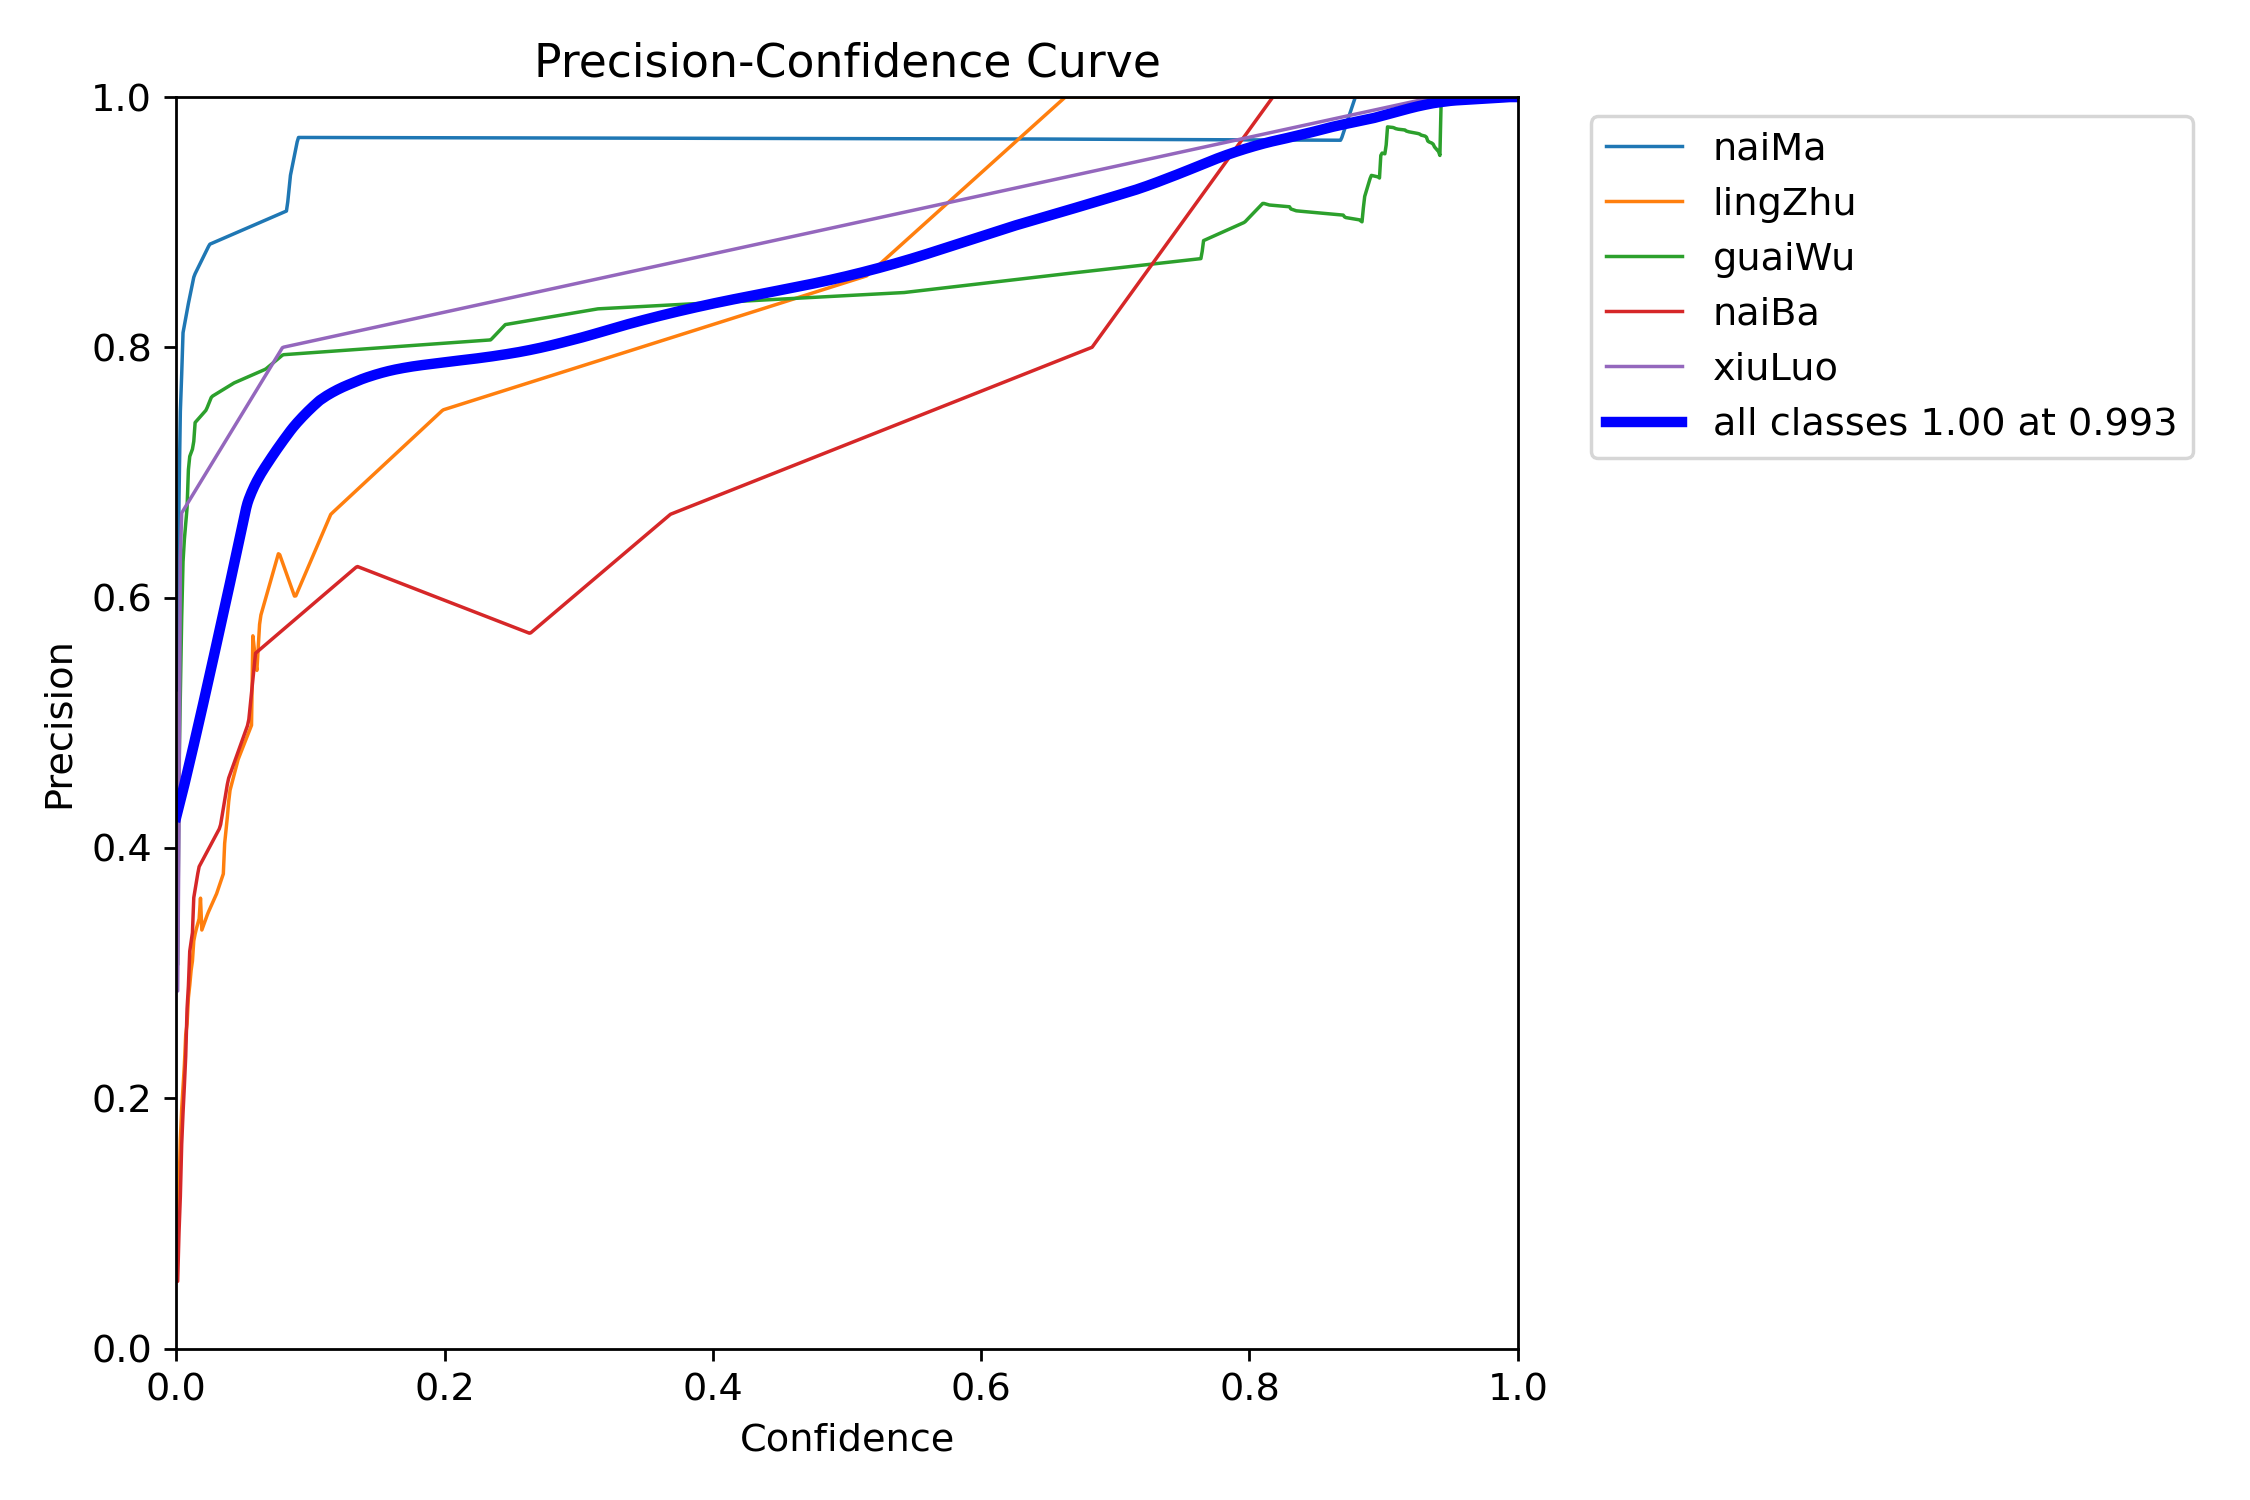 Precision-Confidence Curve
1.0
0.8
0.6
0.4
0.2
0.0
Precision
0.0 0.2 0.4 0.6 0.8 1.0
Confidence
naiMa
lingZhu
guaiWu
naiBa
xiuLuo
all classes 1.00 at 0.993